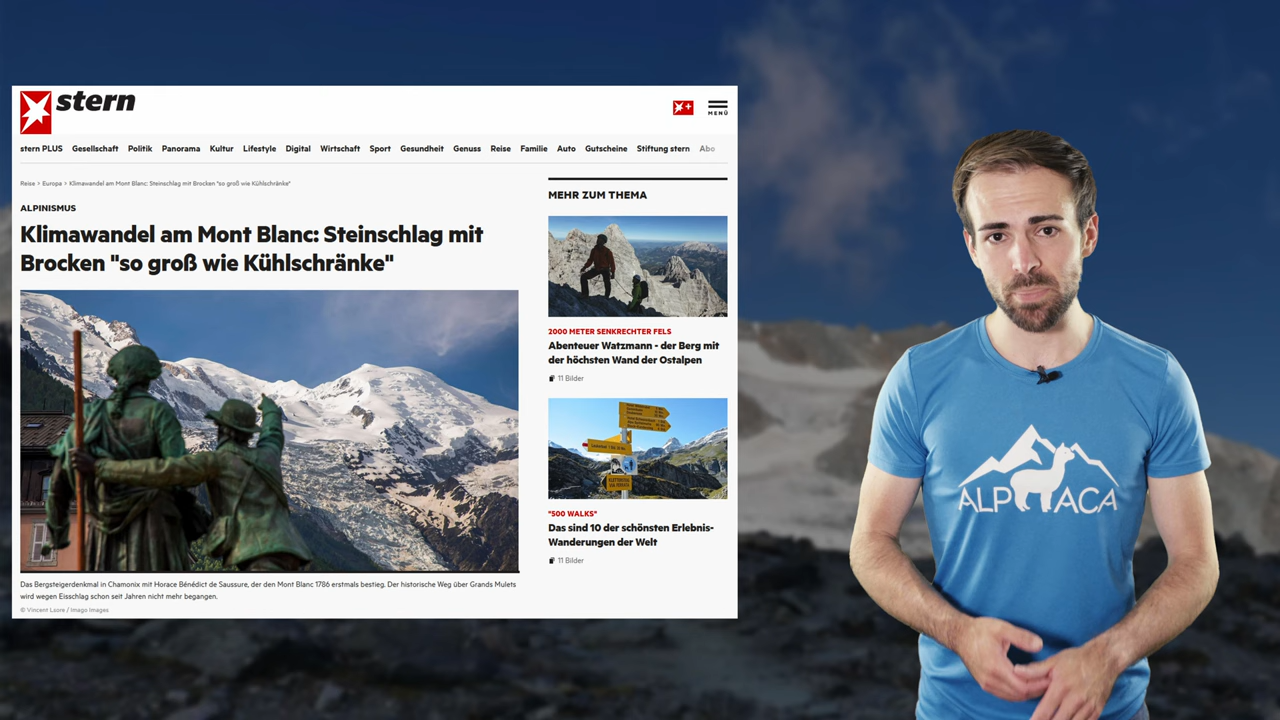 stern
MENÜ
stern PLUS Gesellschaft Politik Panorama Kultur Lifestyle Digital Wirtschaft Sport Gesundheit Genuss Reise Familie Auto Gutscheine Stiftung stern Abo
Reise > Europa > Klimawandel am Mont Blanc: Steinschlag mit Brocken "so groß wie Kühlschränke"
ALPINISMUS
Klimawandel am Mont Blanc: Steinschlag mit
Brocken "so groß wie Kühlschränke"
Das Bergsteigerdenkmal in Chamonix mit Horace Bénédict de Saussure, der den Mont Blanc 1786 erstmals bestieg. Der historische Weg über Grands Mulets
wird wegen Eisschlag schon seit Jahren nicht mehr begangen.
© Vincent Lsore / Imago Images
MEHR ZUM THEMA
2000 METER SENKRECHTER FELS
Abenteuer Watzmann - der Berg mit
der höchsten Wand der Ostalpen
11 Bilder
"500 WALKS"
Das sind 10 der schönsten Erlebnis-
Wanderungen der Welt
11 Bilder
ALPACA